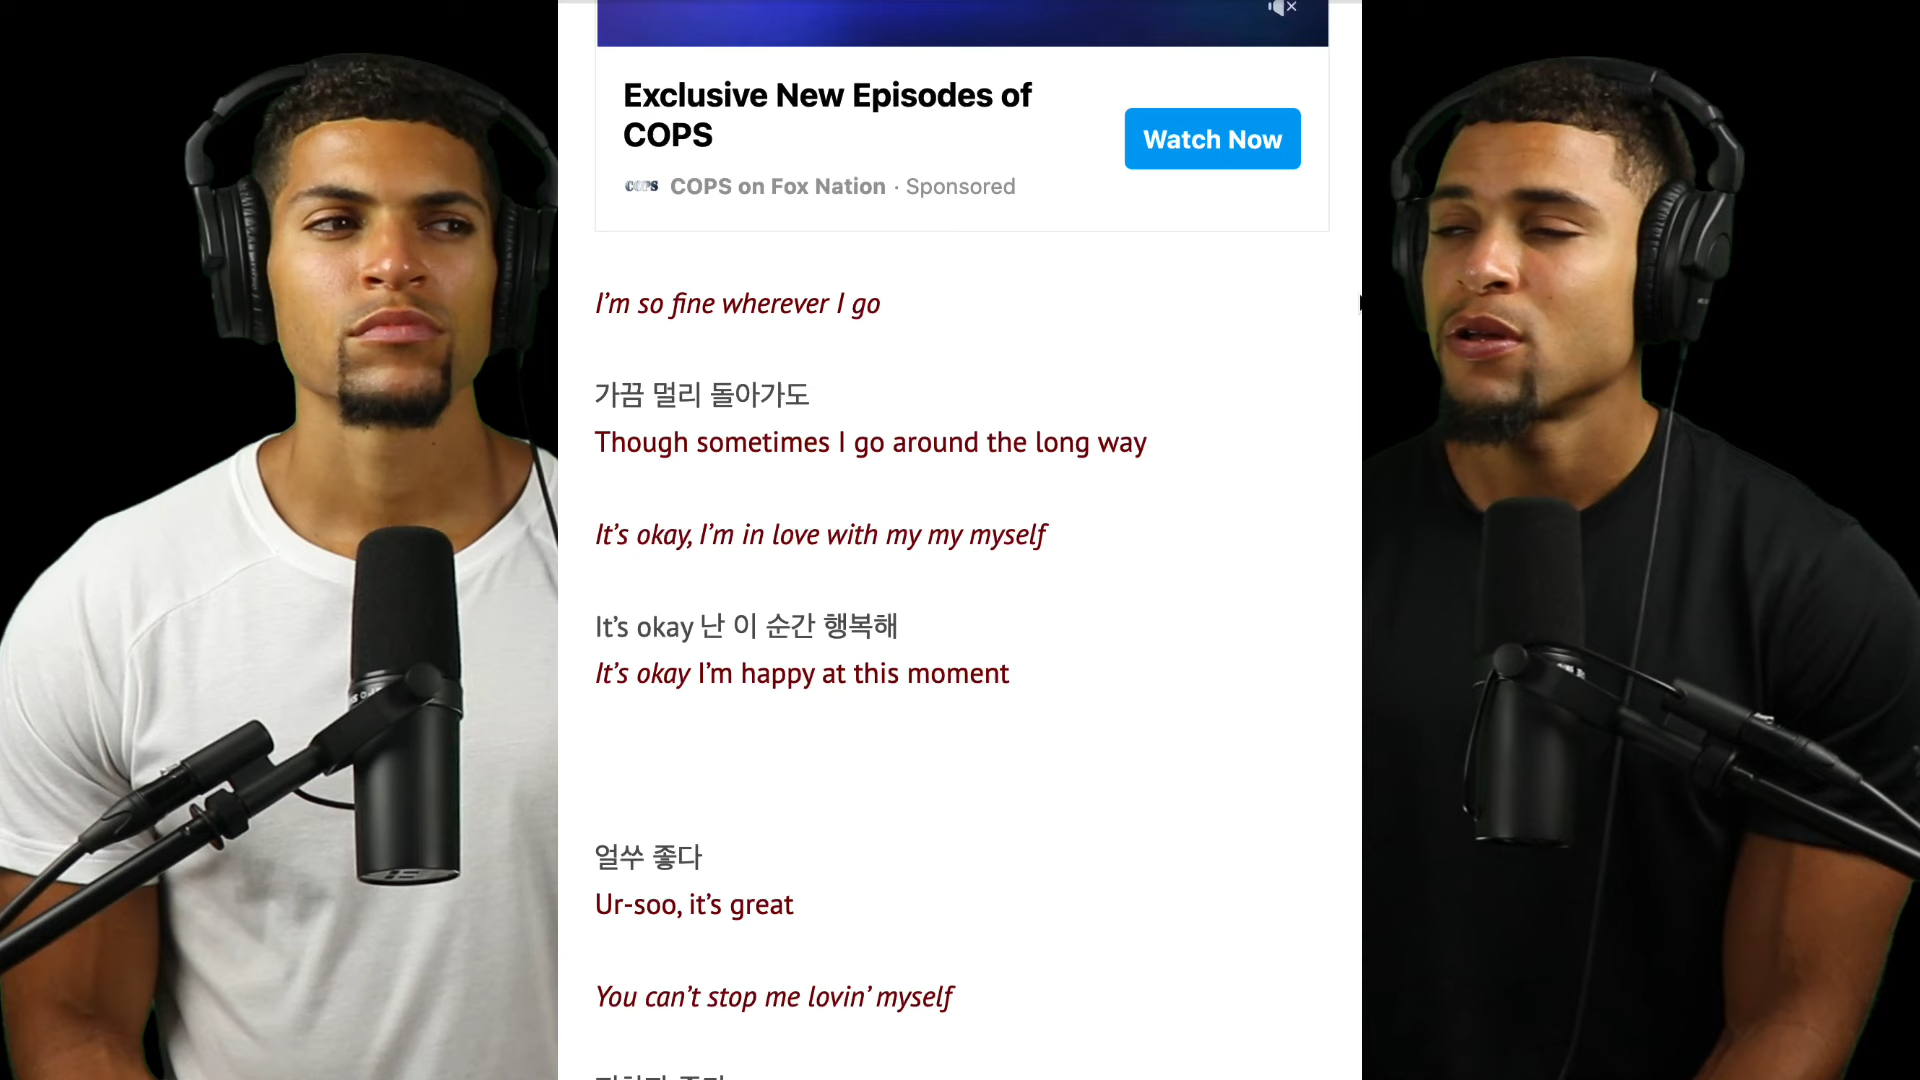 Exclusive New Episodes of
COPS
Watch Now
COPS COPS on Fox Nation · Sponsored
I’m so fine wherever I go
가끔 멀리 돌아가도
Though sometimes I go around the long way
It’s okay, I’m in love with my my myself
It’s okay 난 이 순간 행복해
It’s okay I’m happy at this moment
얼쑤 좋다
Ur-soo, it’s great
You can’t stop me lovin’ myself